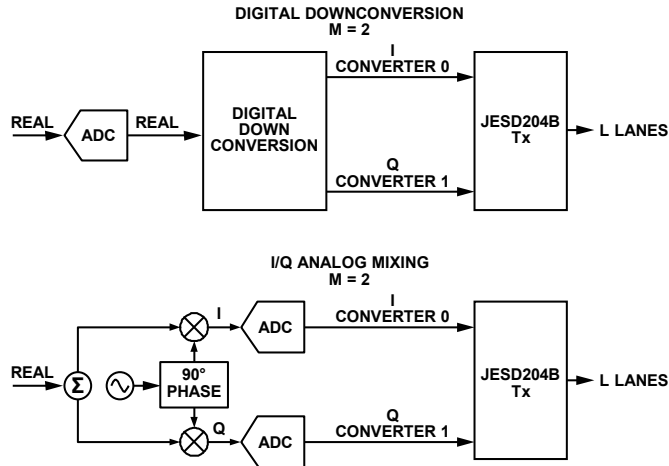 DIGITAL DOWNCONVERSION
M = 2
I
CONVERTER 0
REAL
ADC
REAL
DIGITAL
DOWN
CONVERSION
JESD204B
Tx
L LANES
Q
CONVERTER 1
I/Q ANALOG MIXING
M = 2
I
ADC
I
CONVERTER 0
REAL
Σ
90°
PHASE
JESD204B
Tx
L LANES
Q
ADC
Q
CONVERTER 1